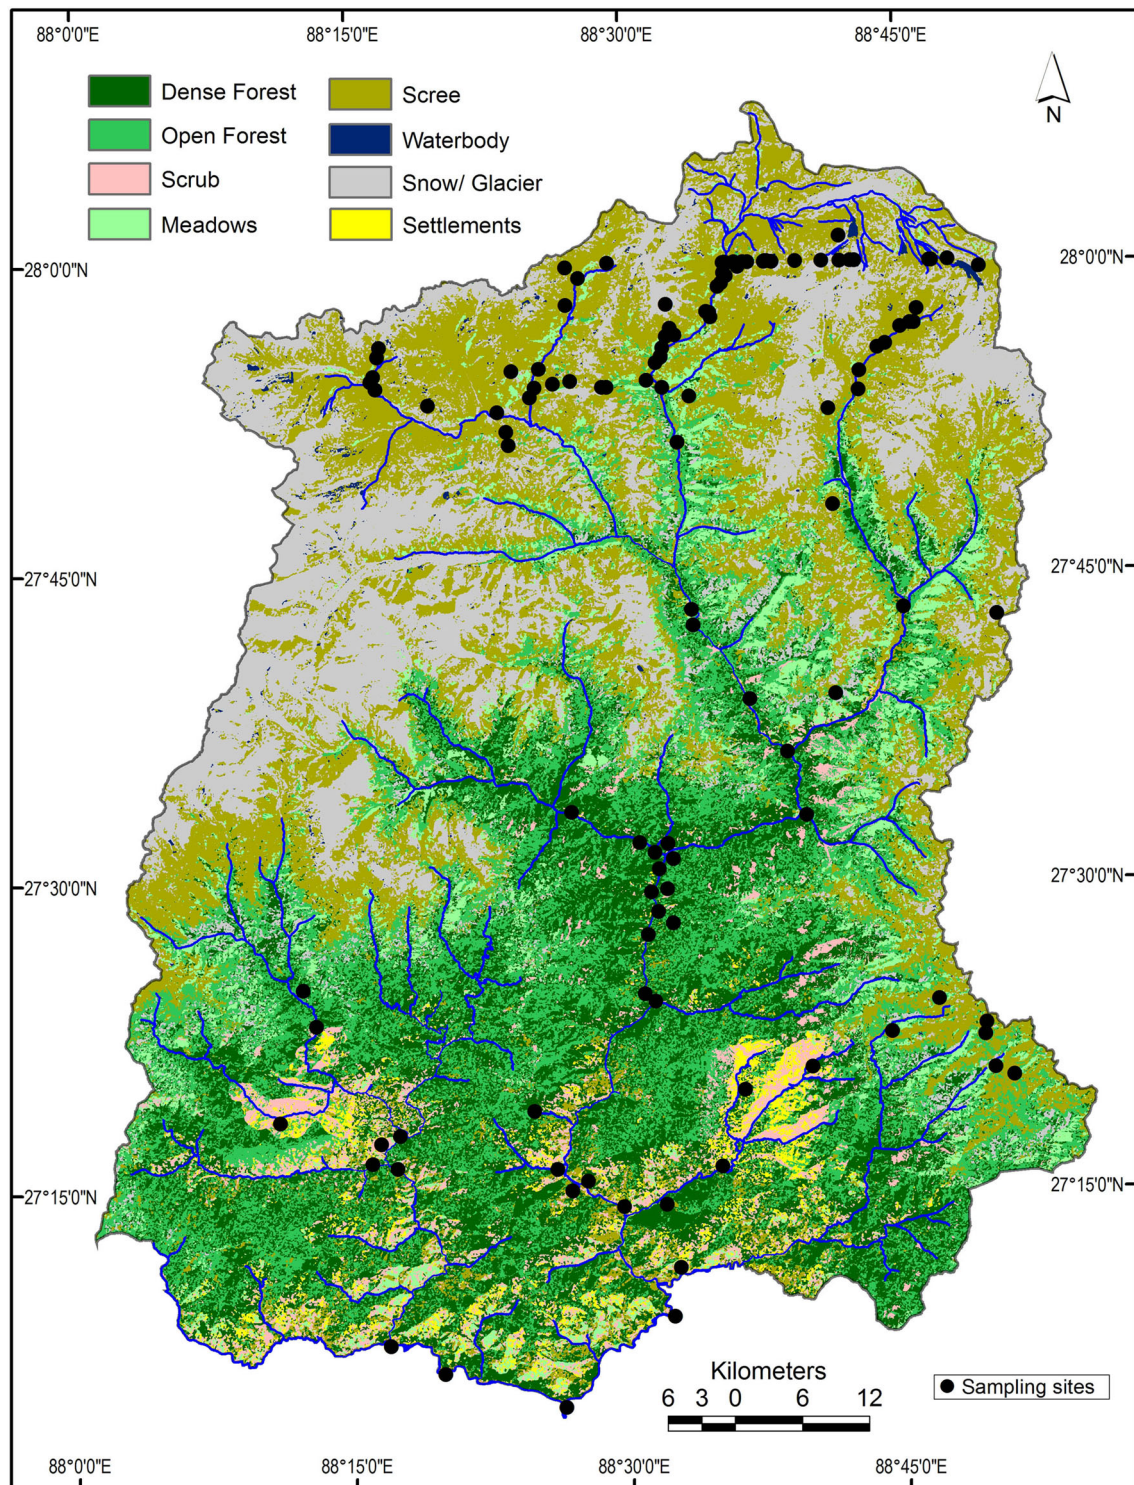 88°0'0"E 88°15'0"E 88°30'0"E 88°45'0"E
Dense Forest
Open Forest
Scrub
Meadows
Scree
Waterbody
Snow/ Glacier
Settlements
N
28°0'0"N 28°0'0"N
27°45'0"N 27°45'0"N
27°30'0"N 27°30'0"N
27°15'0"N 27°15'0"N
Kilometers
6 3 0 6 12
Sampling sites
88°0'0"E 88°15'0"E 88°30'0"E 88°45'0"E